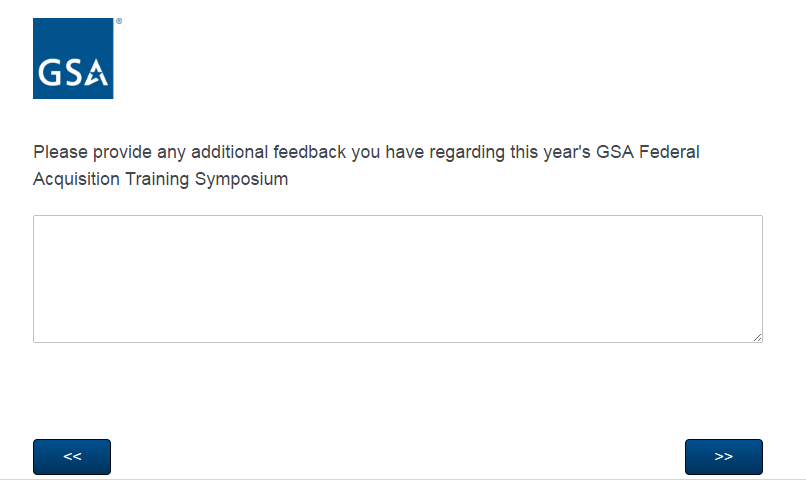 GSA ®
Please provide any additional feedback you have regarding this year's GSA Federal
Acquisition Training Symposium
<< >>